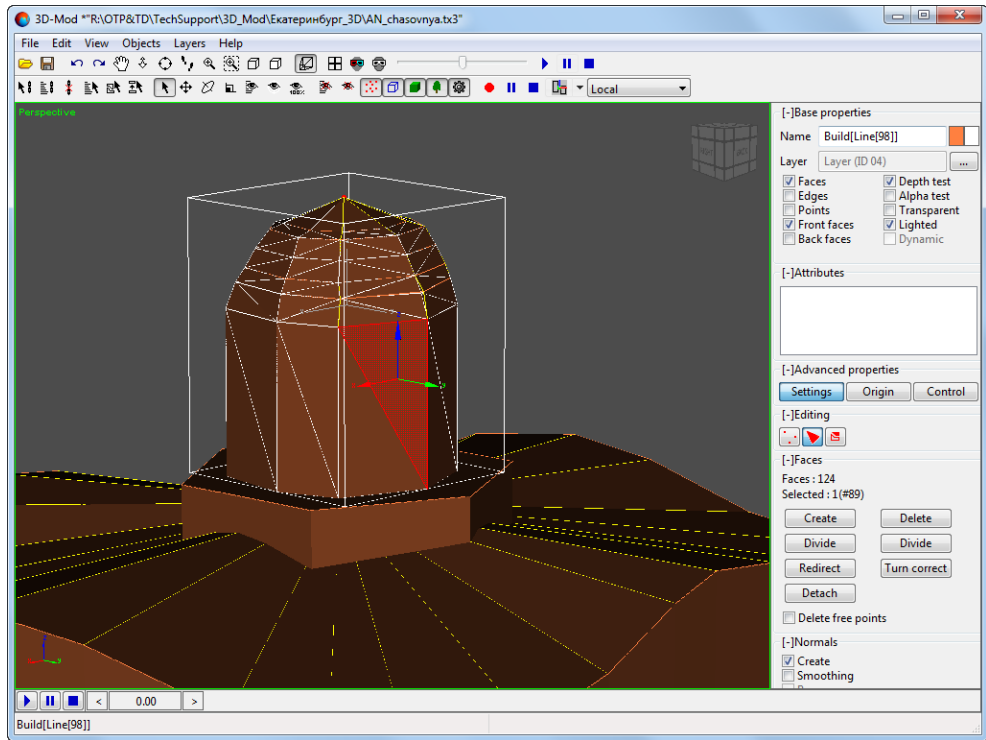 3D-Mod *"R:\OTP&TD\TechSupport\3D_Mod\Екатеринбург_3D\AN_chasovnya.tx3"
File Edit View Objects Layers Help
100%
Local
Perspective
[-]Base properties
Name Build[Line[98]]
Layer Layer (ID 04) ...
Faces Depth test
Edges Alpha test
Points Transparent
Front faces Lighted
Back faces Dynamic
[-]Attributes
[-]Advanced properties
Settings Origin Control
[-]Editing
[-]Faces
Faces : 124
Selected : 1(#89)
Create Delete
Divide Divide
Redirect Turn correct
Detach
Delete free points
[-]Normals
Create
Smoothing
< 0.00 >
Build[Line[98]]